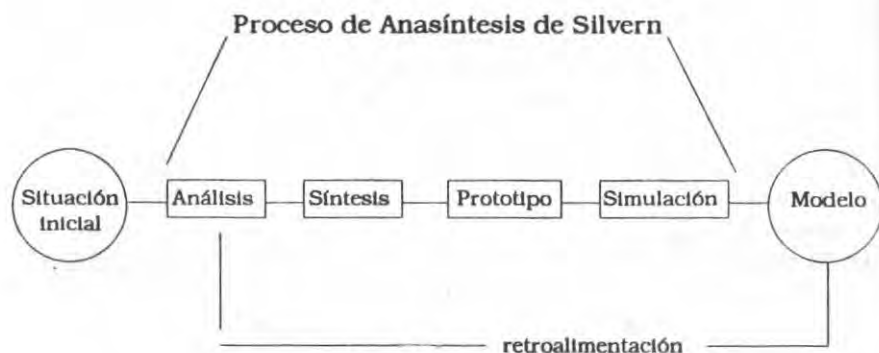 Proceso de Anasíntesis de Silvern
Situación
inicial
Análisis
Síntesis
Prototipo
Simulación
Modelo
retroalimentación